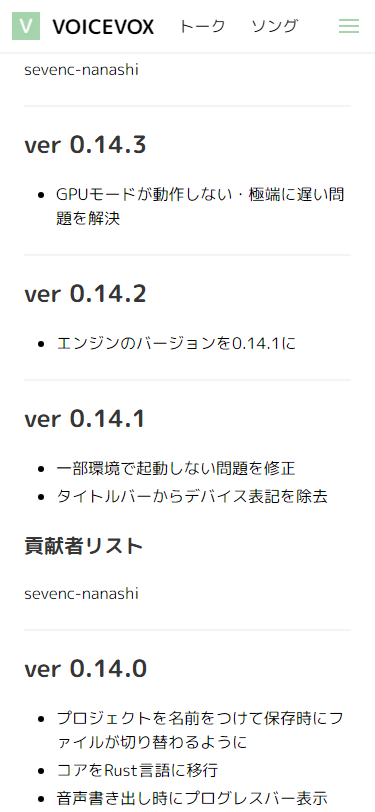 V VOICEVOX トーク ソング
sevenc-nanashi
ver 0.14.3
• GPUモードが動作しない・極端に遅い問
題を解決
ver 0.14.2
• エンジンのバージョンを0.14.1に
ver 0.14.1
• 一部環境で起動しない問題を修正
• タイトルバーからデバイス表記を除去
貢献者リスト
sevenc-nanashi
ver 0.14.0
• プロジェクトを名前をつけて保存時にフ
ァイルが切り替わるように
• コアをRust言語に移行
• 音声書き出し時にプログレスバー表示